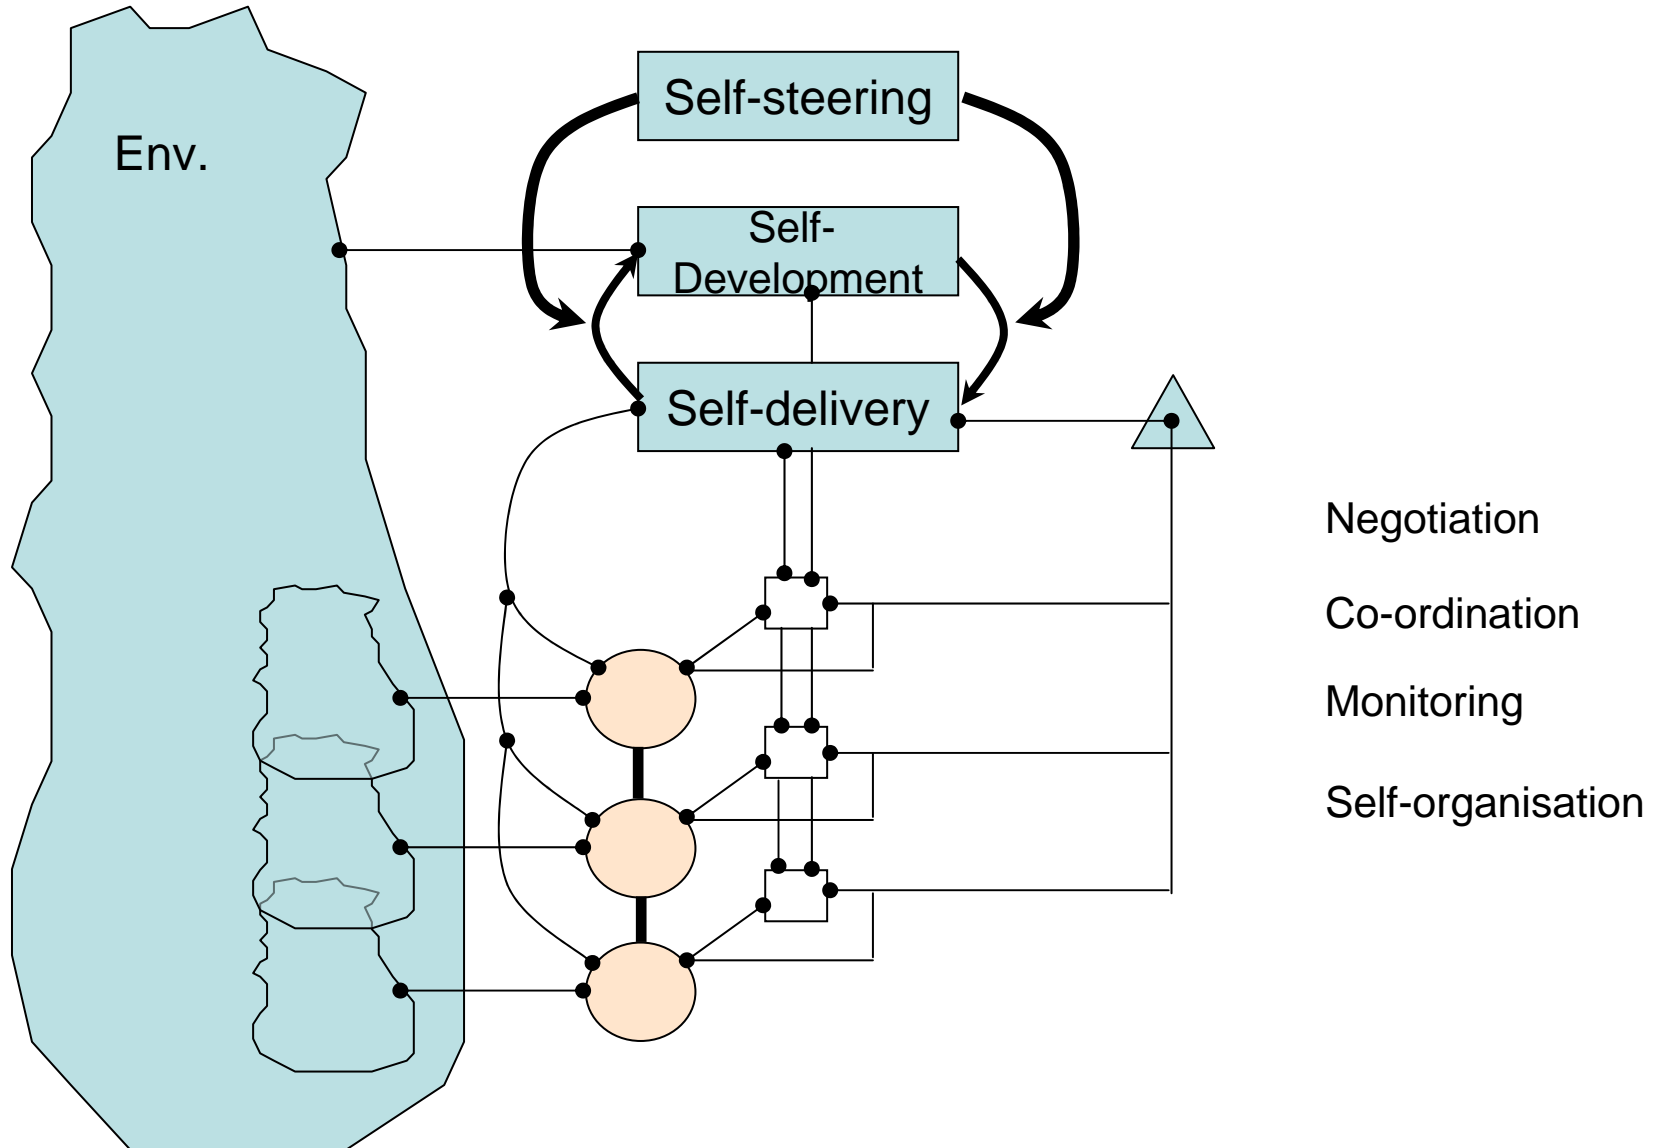 Env.
Self-steering
Self-
Development
Self-delivery
Negotiation
Co-ordination
Monitoring
Self-organisation